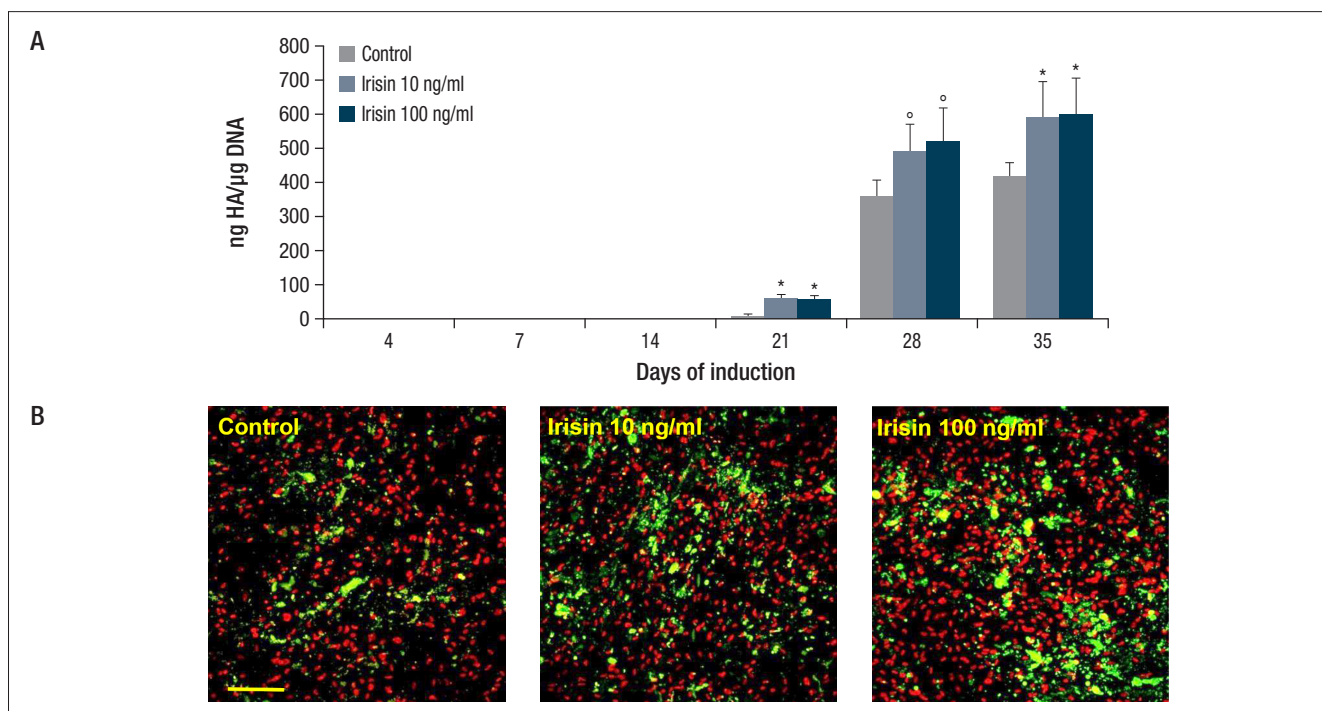 A
800
700
600
500
400
300
200
100
0
ng HA/µg DNA
Control
Irisin 10 ng/ml
Irisin 100 ng/ml
* *
° °
* *
4 7 14 21 28 35
Days of induction
B
Control Irisin 10 ng/ml Irisin 100 ng/ml